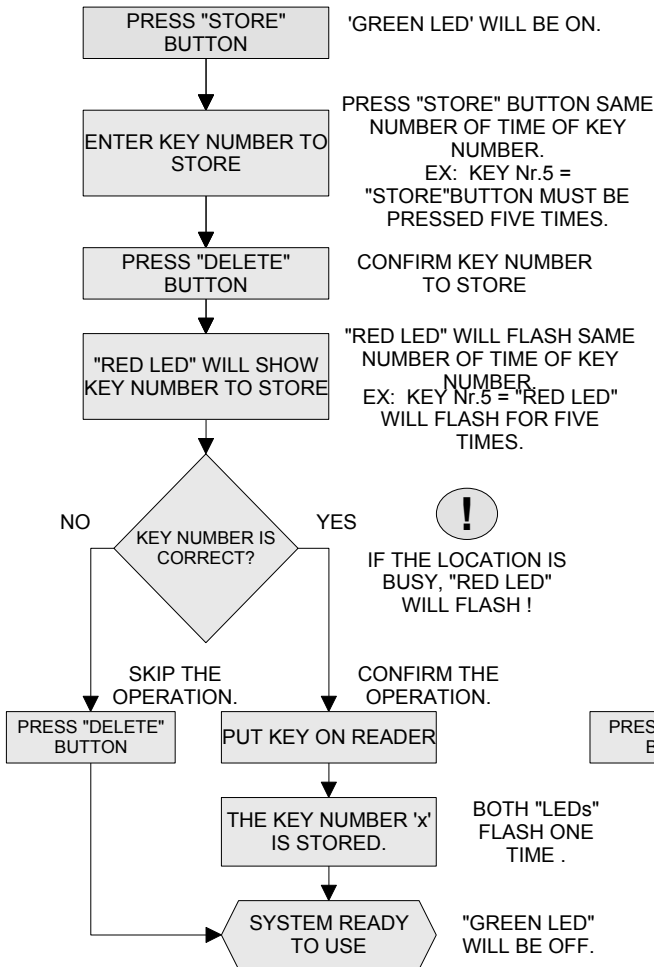 PRESS "STORE"
BUTTON
'GREEN LED' WILL BE ON.
ENTER KEY NUMBER TO
STORE
PRESS "STORE" BUTTON SAME
NUMBER OF TIME OF KEY
NUMBER.
EX: KEY Nr.5 =
"STORE"BUTTON MUST BE
PRESSED FIVE TIMES.
PRESS "DELETE"
BUTTON
CONFIRM KEY NUMBER
TO STORE
"RED LED" WILL SHOW
KEY NUMBER TO STORE
"RED LED" WILL FLASH SAME
NUMBER OF TIME OF KEY
NUMBER.
EX: KEY Nr.5 = "RED LED"
WILL FLASH FOR FIVE
TIMES.
NO
KEY NUMBER IS
CORRECT?
YES
!
IF THE LOCATION IS
BUSY, "RED LED"
WILL FLASH !
SKIP THE
OPERATION.
CONFIRM THE
OPERATION.
PRESS "DELETE"
BUTTON
PUT KEY ON READER
THE KEY NUMBER 'x'
IS STORED.
BOTH "LEDs"
FLASH ONE
TIME .
SYSTEM READY
TO USE
"GREEN LED"
WILL BE OFF.